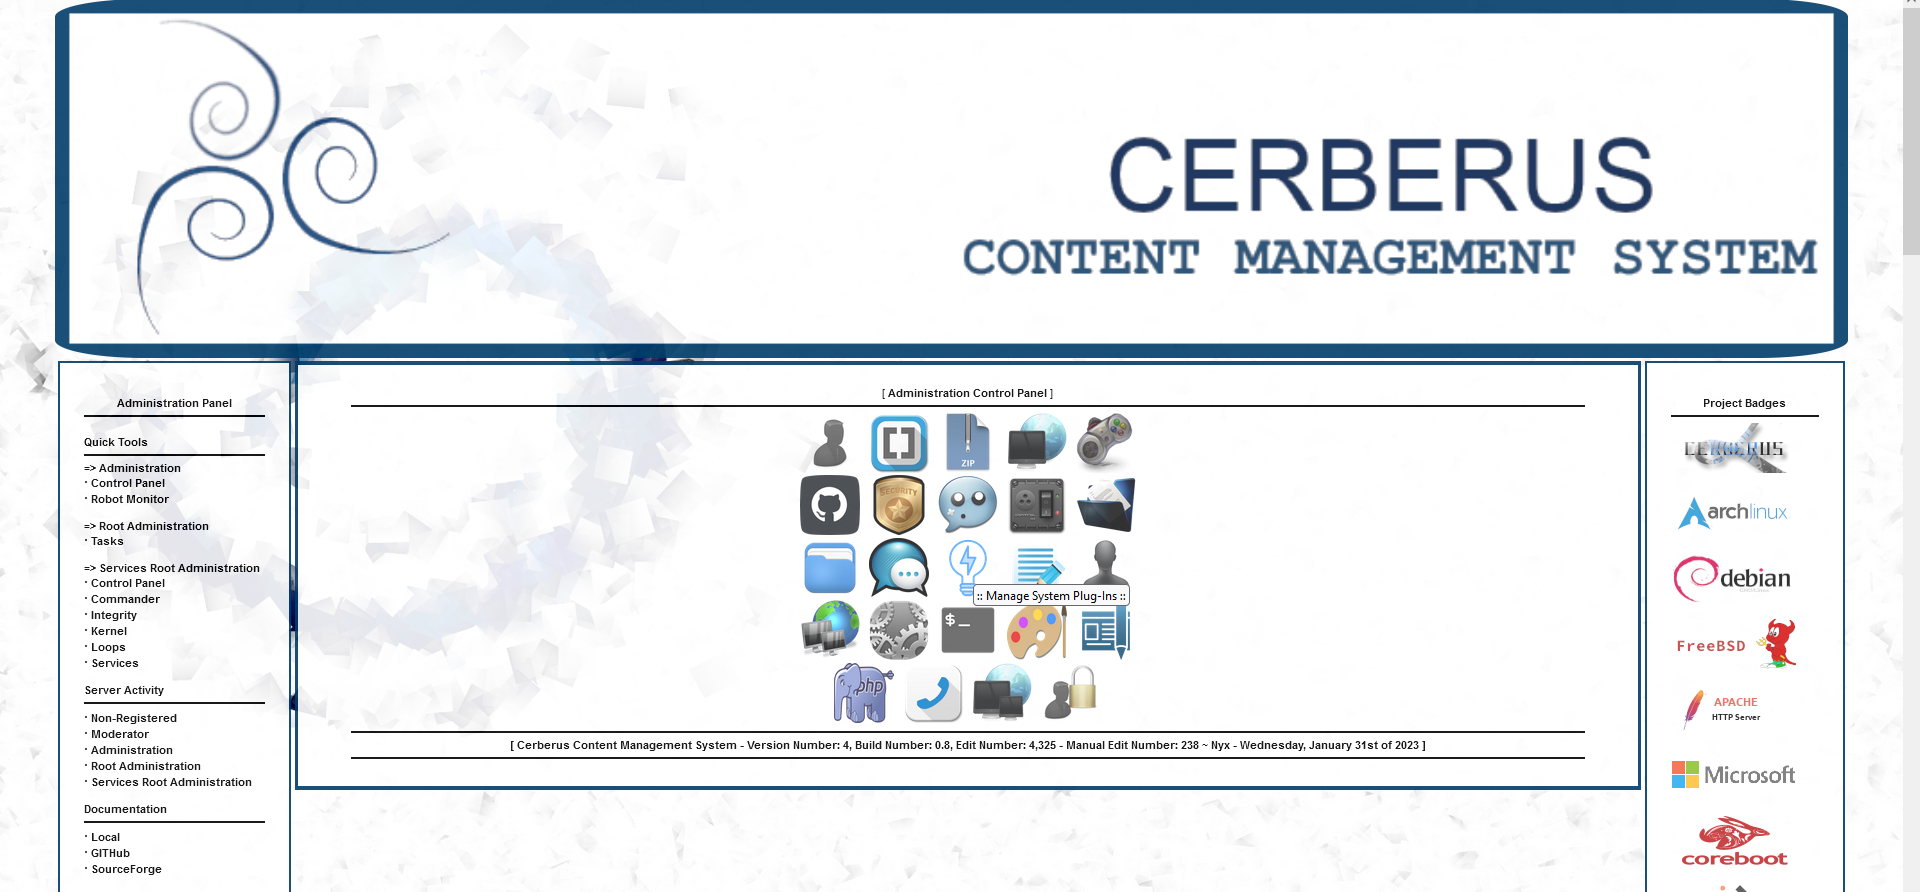 CERBERUS
CONTENT MANAGEMENT SYSTEM
Administration Panel
Quick Tools
=> Administration
· Control Panel
· Robot Monitor
=> Root Administration
· Tasks
=> Services Root Administration
· Control Panel
· Commander
· Integrity
· Kernel
· Loops
· Services
Server Activity
· Non-Registered
· Moderator
· Administration
· Root Administration
· Services Root Administration
Documentation
· Local
· GITHub
· SourceForge
[ Administration Control Panel ]
ZIP
SECURITY
:: Manage System Plug-Ins ::
$_
php
[ Cerberus Content Management System - Version Number: 4, Build Number: 0.8, Edit Number: 4,325 - Manual Edit Number: 238 ~ Nyx - Wednesday, January 31st of 2023 ]
Project Badges
CERBERUS
archlinux
debian
FreeBSD
APACHE
HTTP Server
Microsoft
coreboot